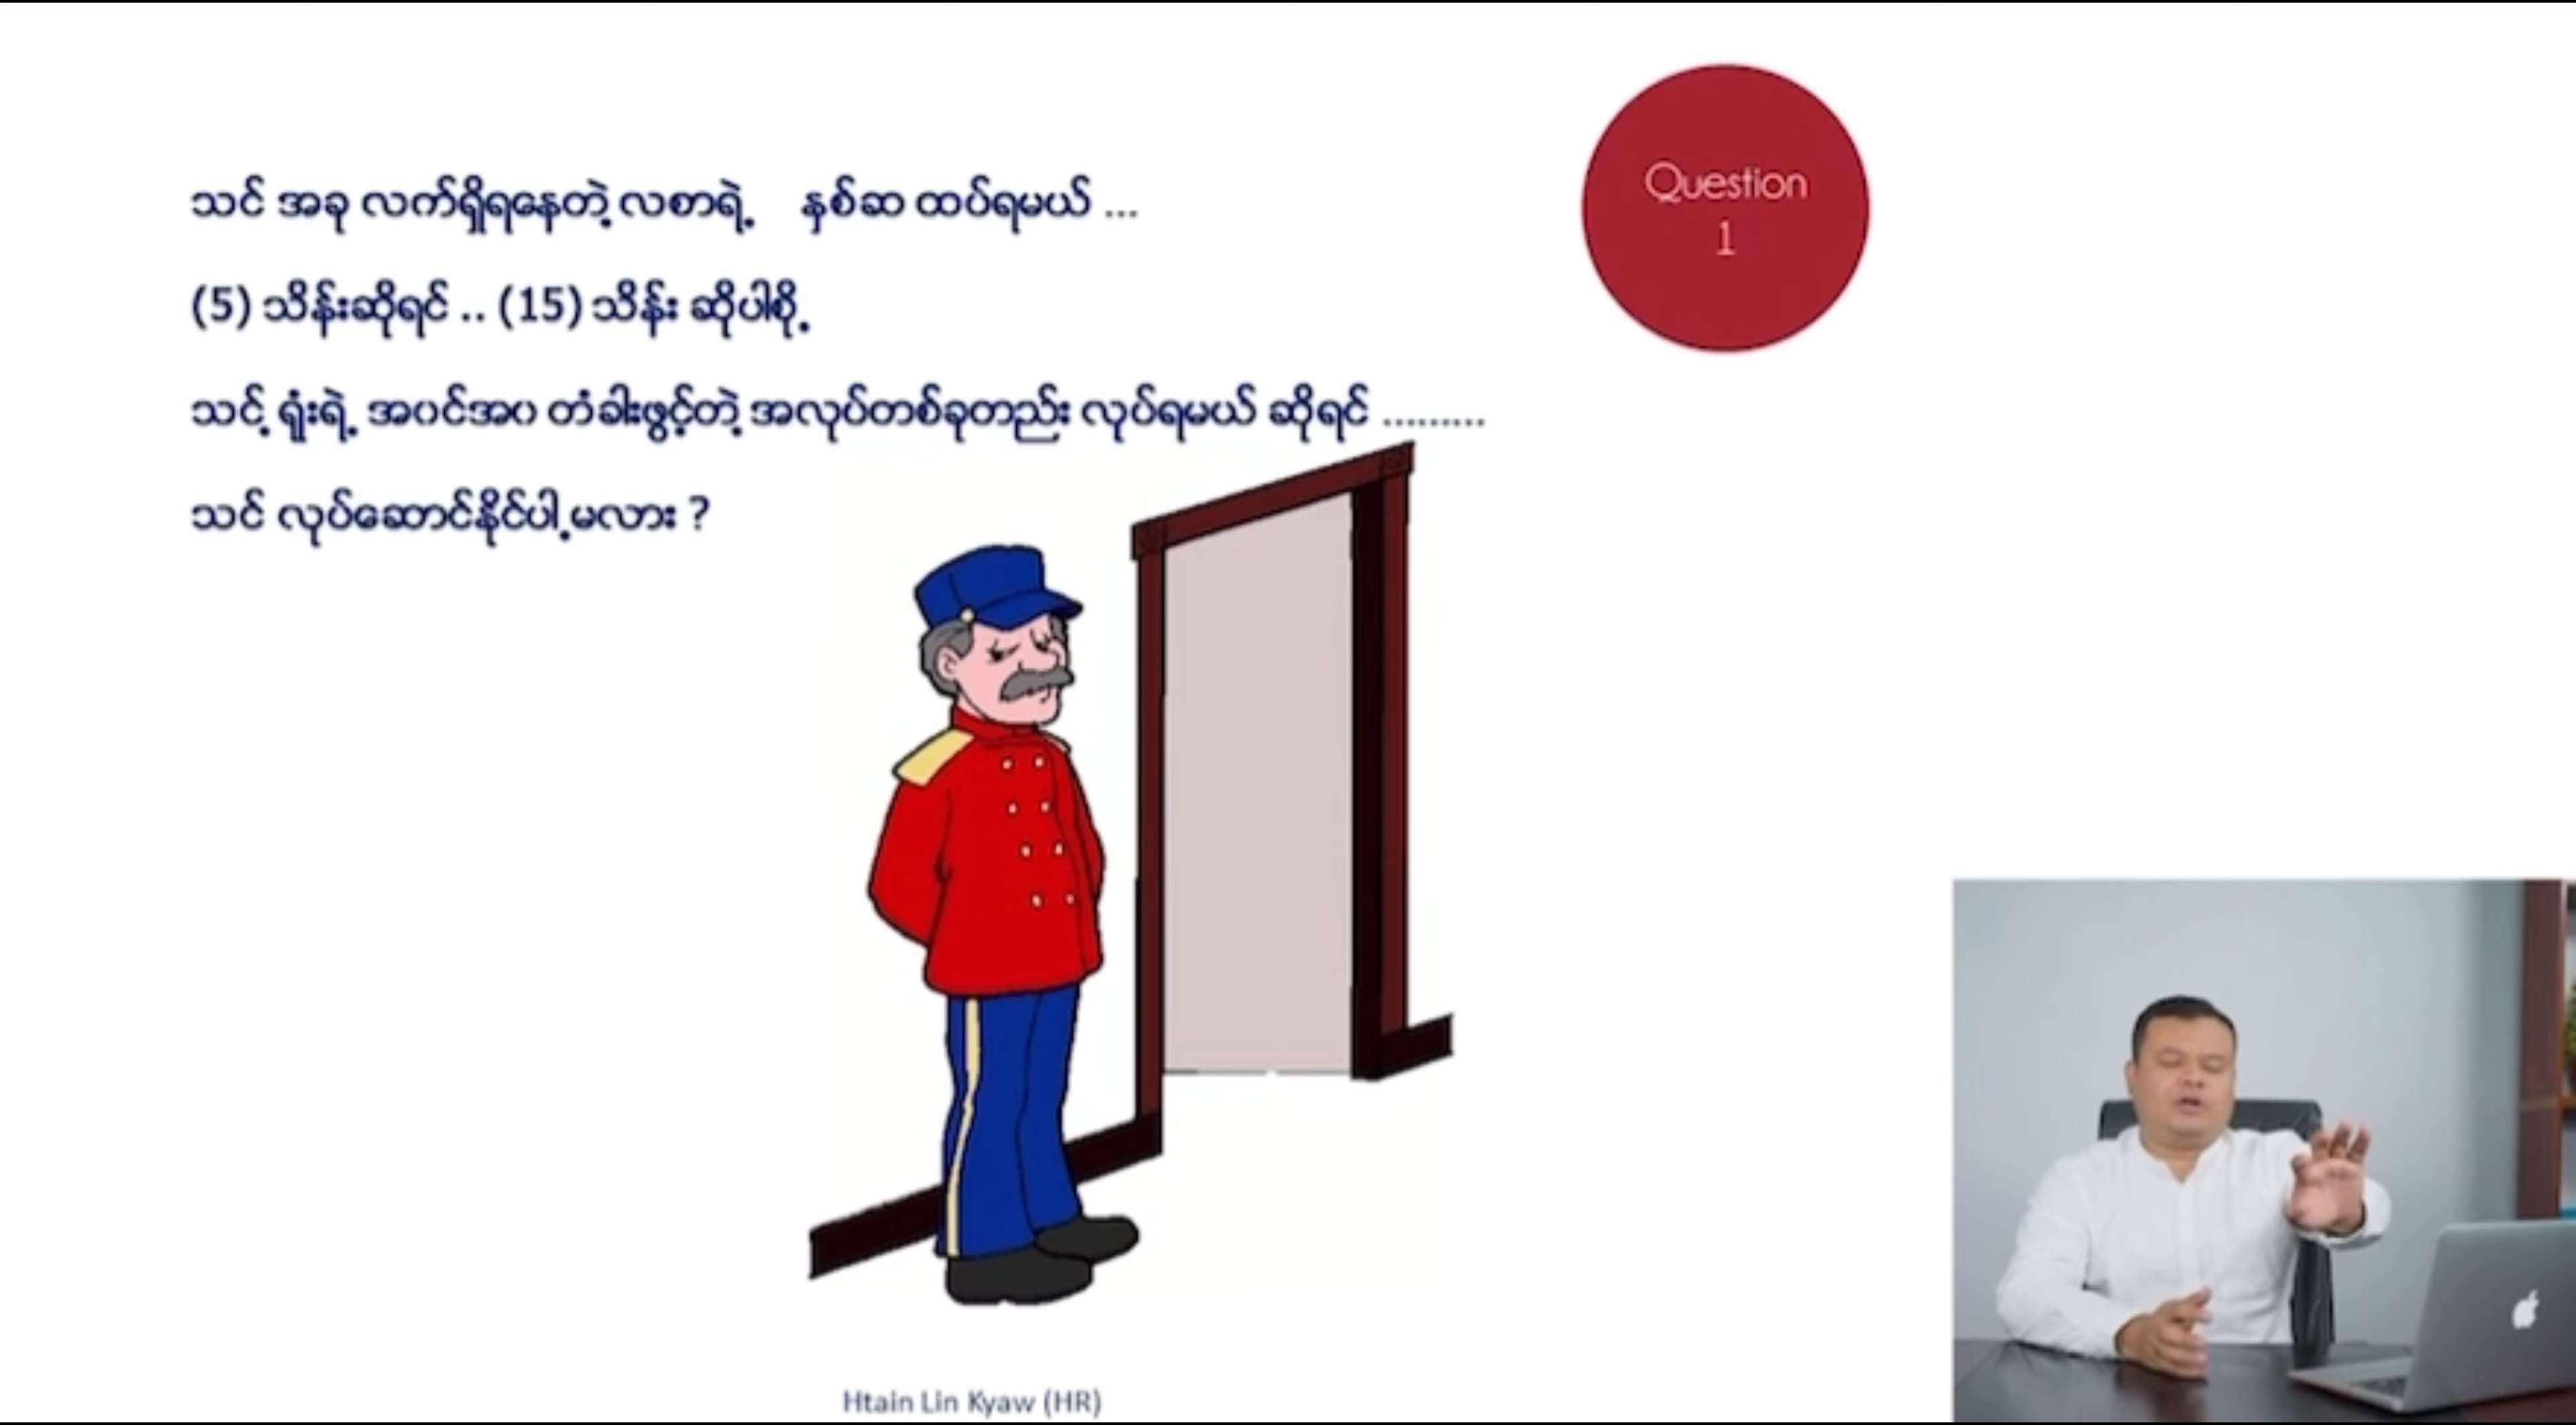 သင် အခု လက်ရှိရနေတဲ့ လစာရဲ့ နှစ်ဆ ထပ်ရမယ် ...
(5) သိန်းဆိုရင် .. (15) သိန်း ဆိုပါစို့
သင့် ရုံးရဲ့ အဝင်အဝ တံခါးဖွင့်တဲ့ အလုပ်တစ်ခုတည်း လုပ်ရမယ် ဆိုရင် .........
သင် လုပ်ဆောင်နိုင်ပါ့မလား ?
Question
1
Htain Lin Kyaw (HR)